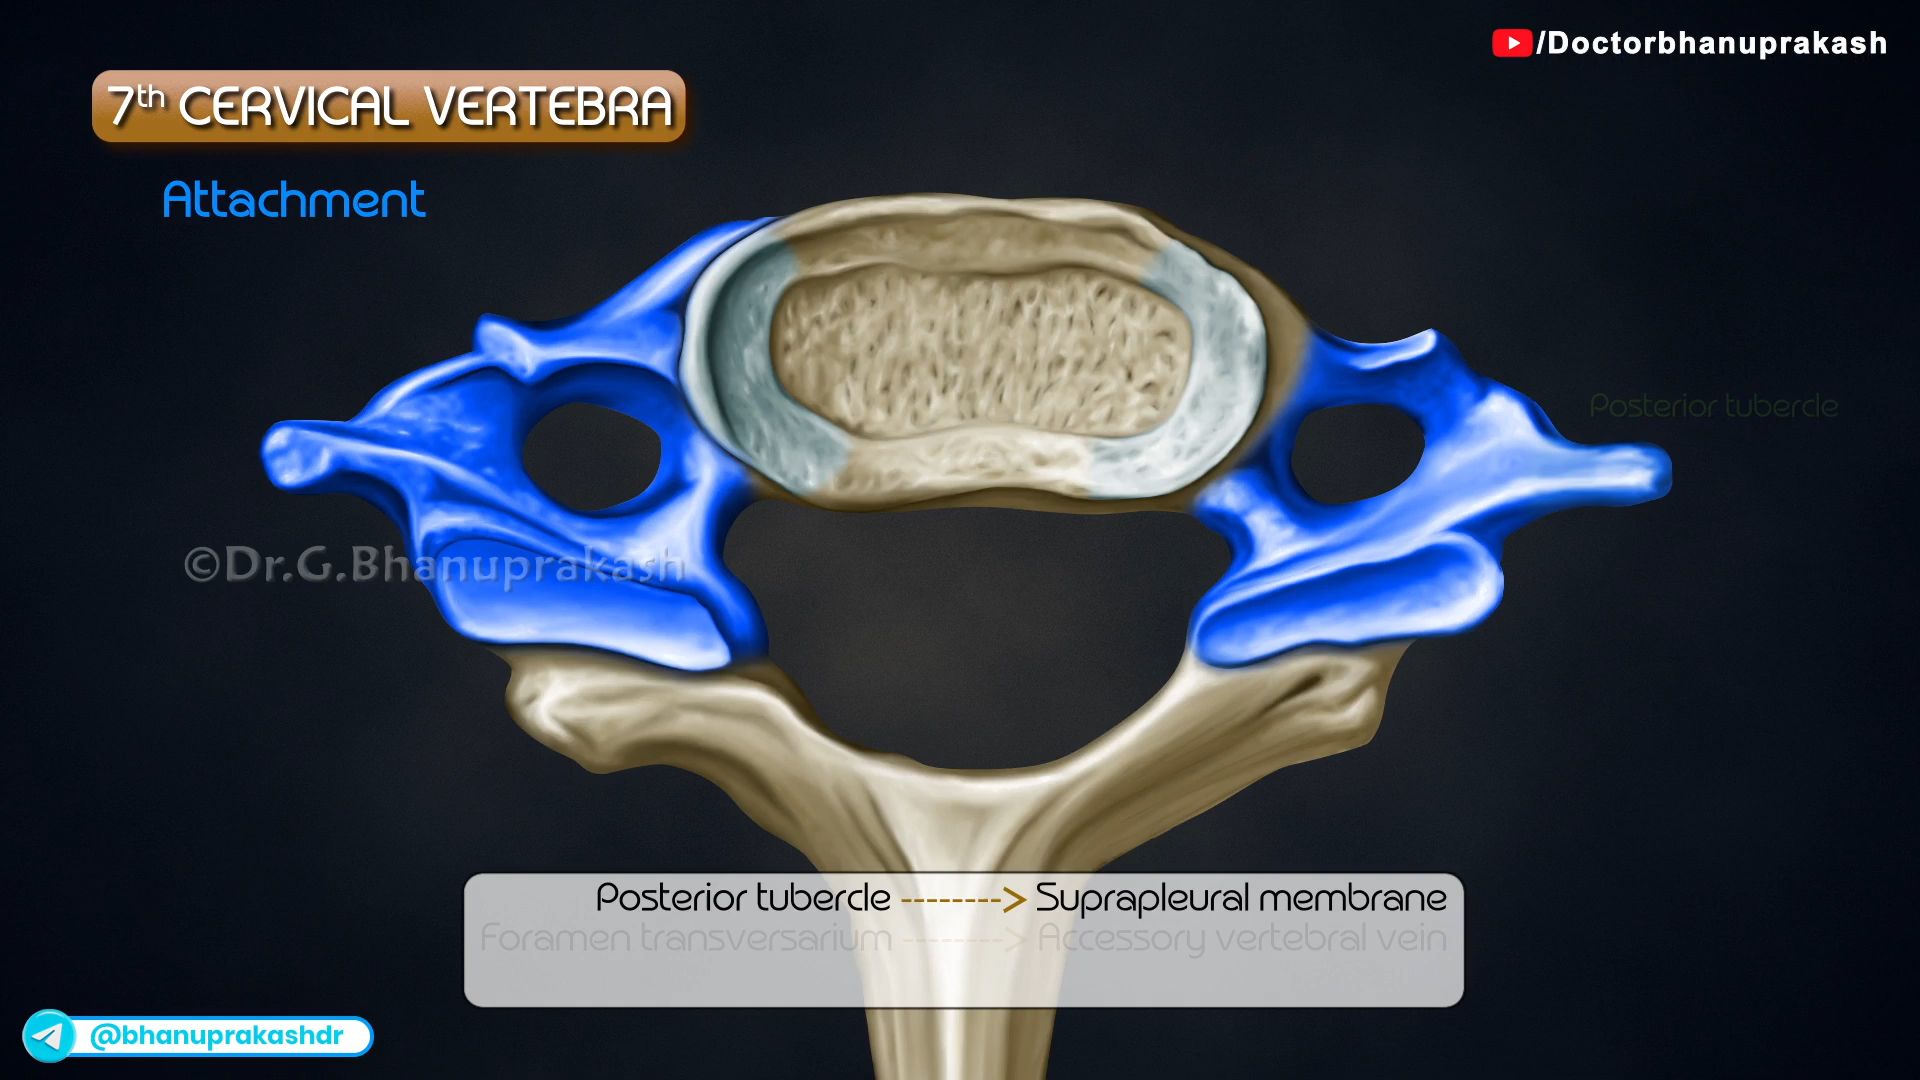 /Doctorbhanuprakash
7th CERVICAL VERTEBRA
Attachment
Posterior tubercle
©Dr.G.Bhanuprakash
Posterior tubercle --------> Suprapleural membrane
Foramen transversarium --------> Accessory vertebral vein
@bhanuprakashdr